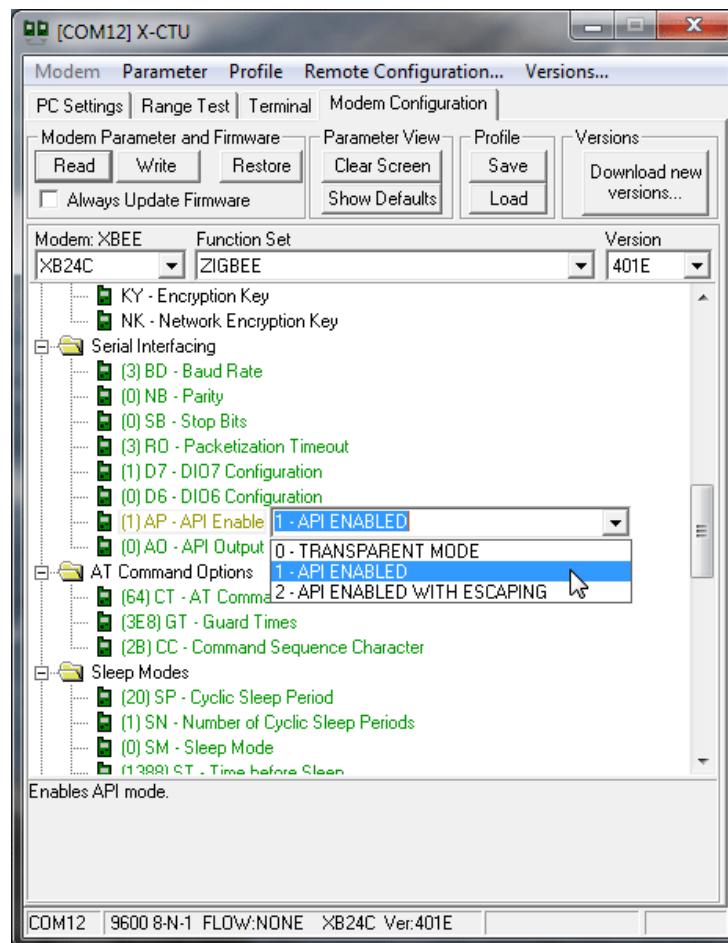 [COM12] X-CTU
Modem Parameter Profile Remote Configuration... Versions...
PC Settings Range Test Terminal Modem Configuration
Modem Parameter and Firmware Parameter View Profile Versions
Read Write Restore Clear Screen Save Download new versions...
Always Update Firmware Show Defaults Load
Modem: XBEE Function Set Version
XB24C ZIGBEE 401E
KY - Encryption Key
NK - Network Encryption Key
Serial Interfacing
(3) BD - Baud Rate
(0) NB - Parity
(0) SB - Stop Bits
(3) RO - Packetization Timeout
(1) D7 - DIO7 Configuration
(0) D6 - DIO6 Configuration
(1) AP - API Enable 1 - API ENABLED
(0) AO - API Output 0 - TRANSPARENT MODE
AT Command Options 1 - API ENABLED
(64) CT - AT Comma 2 - API ENABLED WITH ESCAPING
(3E8) GT - Guard Times
(2B) CC - Command Sequence Character
Sleep Modes
(20) SP - Cyclic Sleep Period
(1) SN - Number of Cyclic Sleep Periods
(0) SM - Sleep Mode
(1388) ST - Time before Sleep
Enables API mode.
COM12 9600 8-N-1 FLOW:NONE XB24C Ver:401E